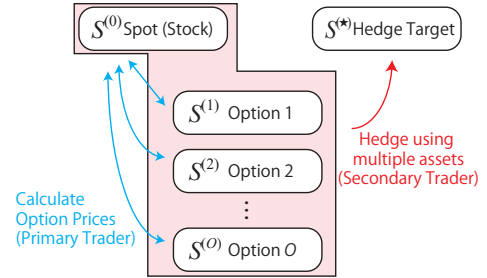 S^(0) Spot (Stock)
S^(★) Hedge Target
S^(1) Option 1
Hedge using
multiple assets
(Secondary Trader)
S^(2) Option 2
Calculate
Option Prices
(Primary Trader)
⋮
S^(O) Option O